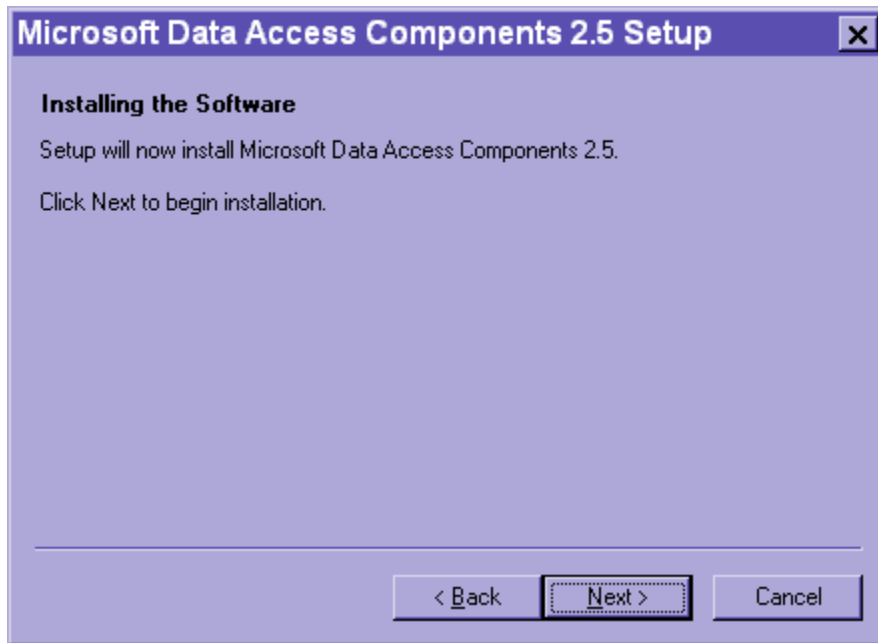 Microsoft Data Access Components 2.5 Setup
Installing the Software
Setup will now install Microsoft Data Access Components 2.5.
Click Next to begin installation.
< Back
Next >
Cancel